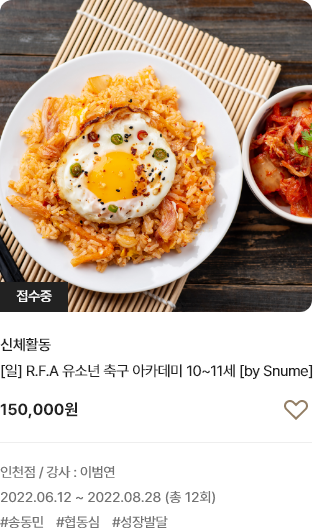 접수중
신체활동
[일] R.F.A 유소년 축구 아카데미 10~11세 [by Snume]
150,000원
인천점 / 강사 : 이범연
2022.06.12 ~ 2022.08.28 (총 12회)
#송동민 #협동심 #성장발달